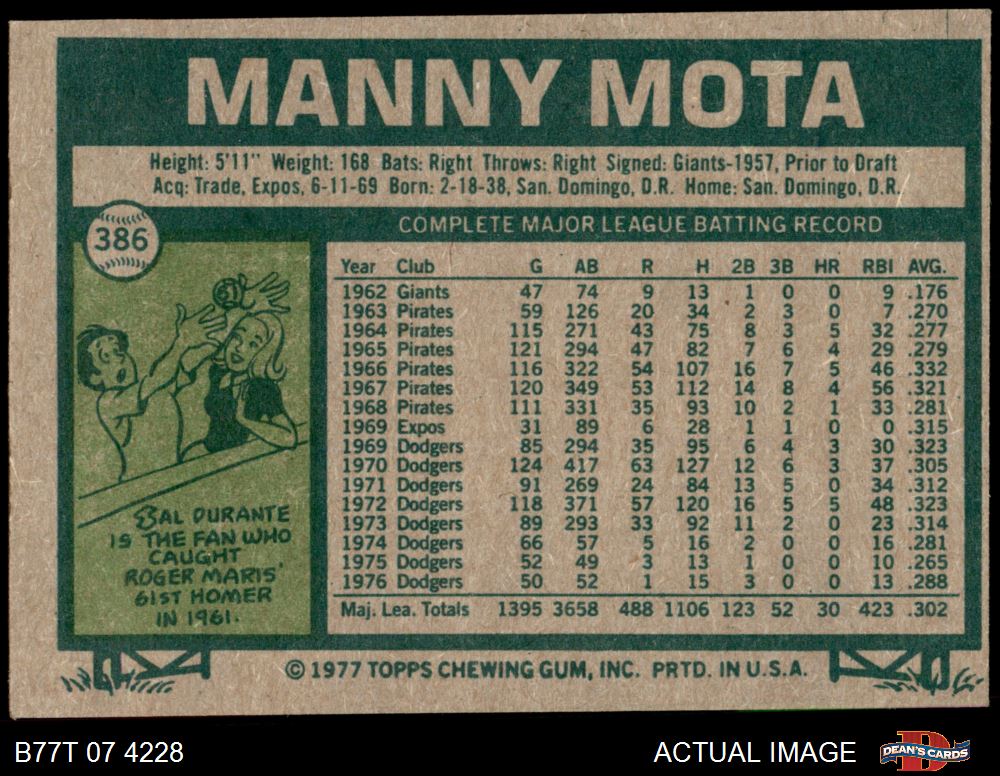 MANNY MOTA
Height: 5'11" Weight: 168 Bats: Right Throws: Right Signed: Giants-1957, Prior to Draft
Acq: Trade, Expos, 6-11-69 Born: 2-18-38, San. Domingo, D.R. Home: San. Domingo, D.R.
386
COMPLETE MAJOR LEAGUE BATTING RECORD
Year Club G AB R H 2B 3B HR RBI AVG.
1962 Giants 47 74 9 13 1 0 0 9 .176
1963 Pirates 59 126 20 34 2 3 0 7 .270
1964 Pirates 115 271 43 75 8 3 5 32 .277
1965 Pirates 121 294 47 82 7 6 4 29 .279
1966 Pirates 116 322 54 107 16 7 5 46 .332
1967 Pirates 120 349 53 112 14 8 4 56 .321
1968 Pirates 111 331 35 93 10 2 1 33 .281
1969 Expos 31 89 6 28 1 1 0 0 .315
1969 Dodgers 85 294 35 95 6 4 3 30 .323
1970 Dodgers 124 417 63 127 12 6 3 37 .305
1971 Dodgers 91 269 24 84 13 5 0 34 .312
1972 Dodgers 118 371 57 120 16 5 5 48 .323
1973 Dodgers 89 293 33 92 11 2 0 23 .314
1974 Dodgers 66 57 5 16 2 0 0 16 .281
1975 Dodgers 52 49 3 13 1 0 0 10 .265
1976 Dodgers 50 52 1 15 3 0 0 13 .288
Maj. Lea. Totals 1395 3658 488 1106 123 52 30 423 .302
SAL DURANTE
IS THE FAN WHO
CAUGHT
ROGER MARIS'
61ST HOMER
IN 1961.
© 1977 TOPPS CHEWING GUM, INC. PRTD. IN U.S.A.
B77T 07 4228
ACTUAL IMAGE
D
DEAN'S CARDS